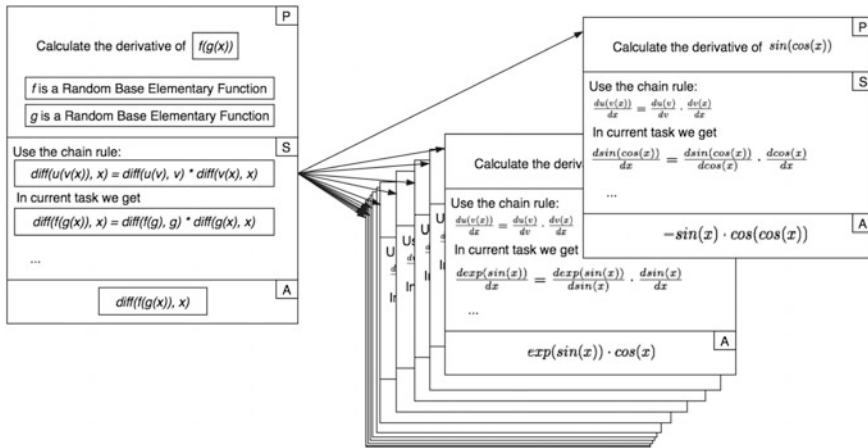 P
Calculate the derivative of f(g(x))
f is a Random Base Elementary Function
g is a Random Base Elementary Function
S
Use the chain rule:
diff(u(v(x)), x) = diff(u(v), v) * diff(v(x), x)
In current task we get
diff(f(g(x)), x) = diff(f(g), g) * diff(g(x), x)
...
A
diff(f(g(x)), x)
P
Calculate the derivative of sin(cos(x))
S
Use the chain rule:
du(v(x))/dx = du(v)/dv · dv(x)/dx
In current task we get
dsin(cos(x))/dx = dsin(cos(x))/dcos(x) · dcos(x)/dx
...
A
−sin(x) · cos(cos(x))
Calculate the deriva
Use the chain rule:
du(v(x))/dx = du(v)/dv · dv(x)/dx
In current task we get
dexp(sin(x))/dx = dexp(sin(x))/dsin(x) · dsin(x)/dx
...
A
exp(sin(x)) · cos(x)